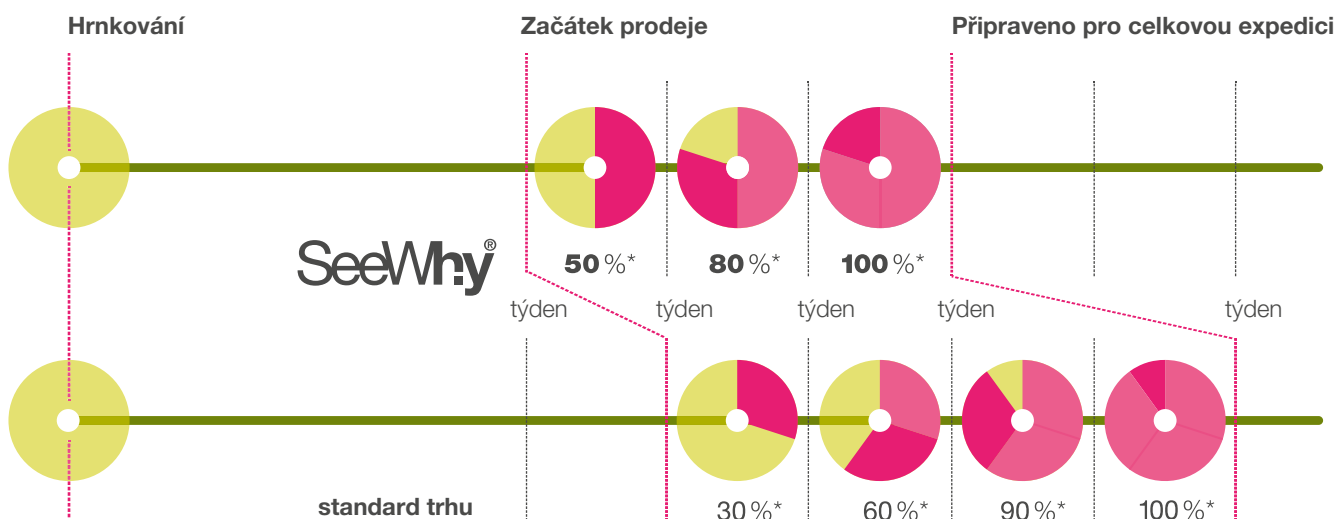 Hrnkování
Začátek prodeje
Připraveno pro celkovou expedici
SeeWhy®
50 %*
80 %*
100 %*
týden
týden
týden
týden
týden
standard trhu
30 %*
60 %*
90 %*
100 %*